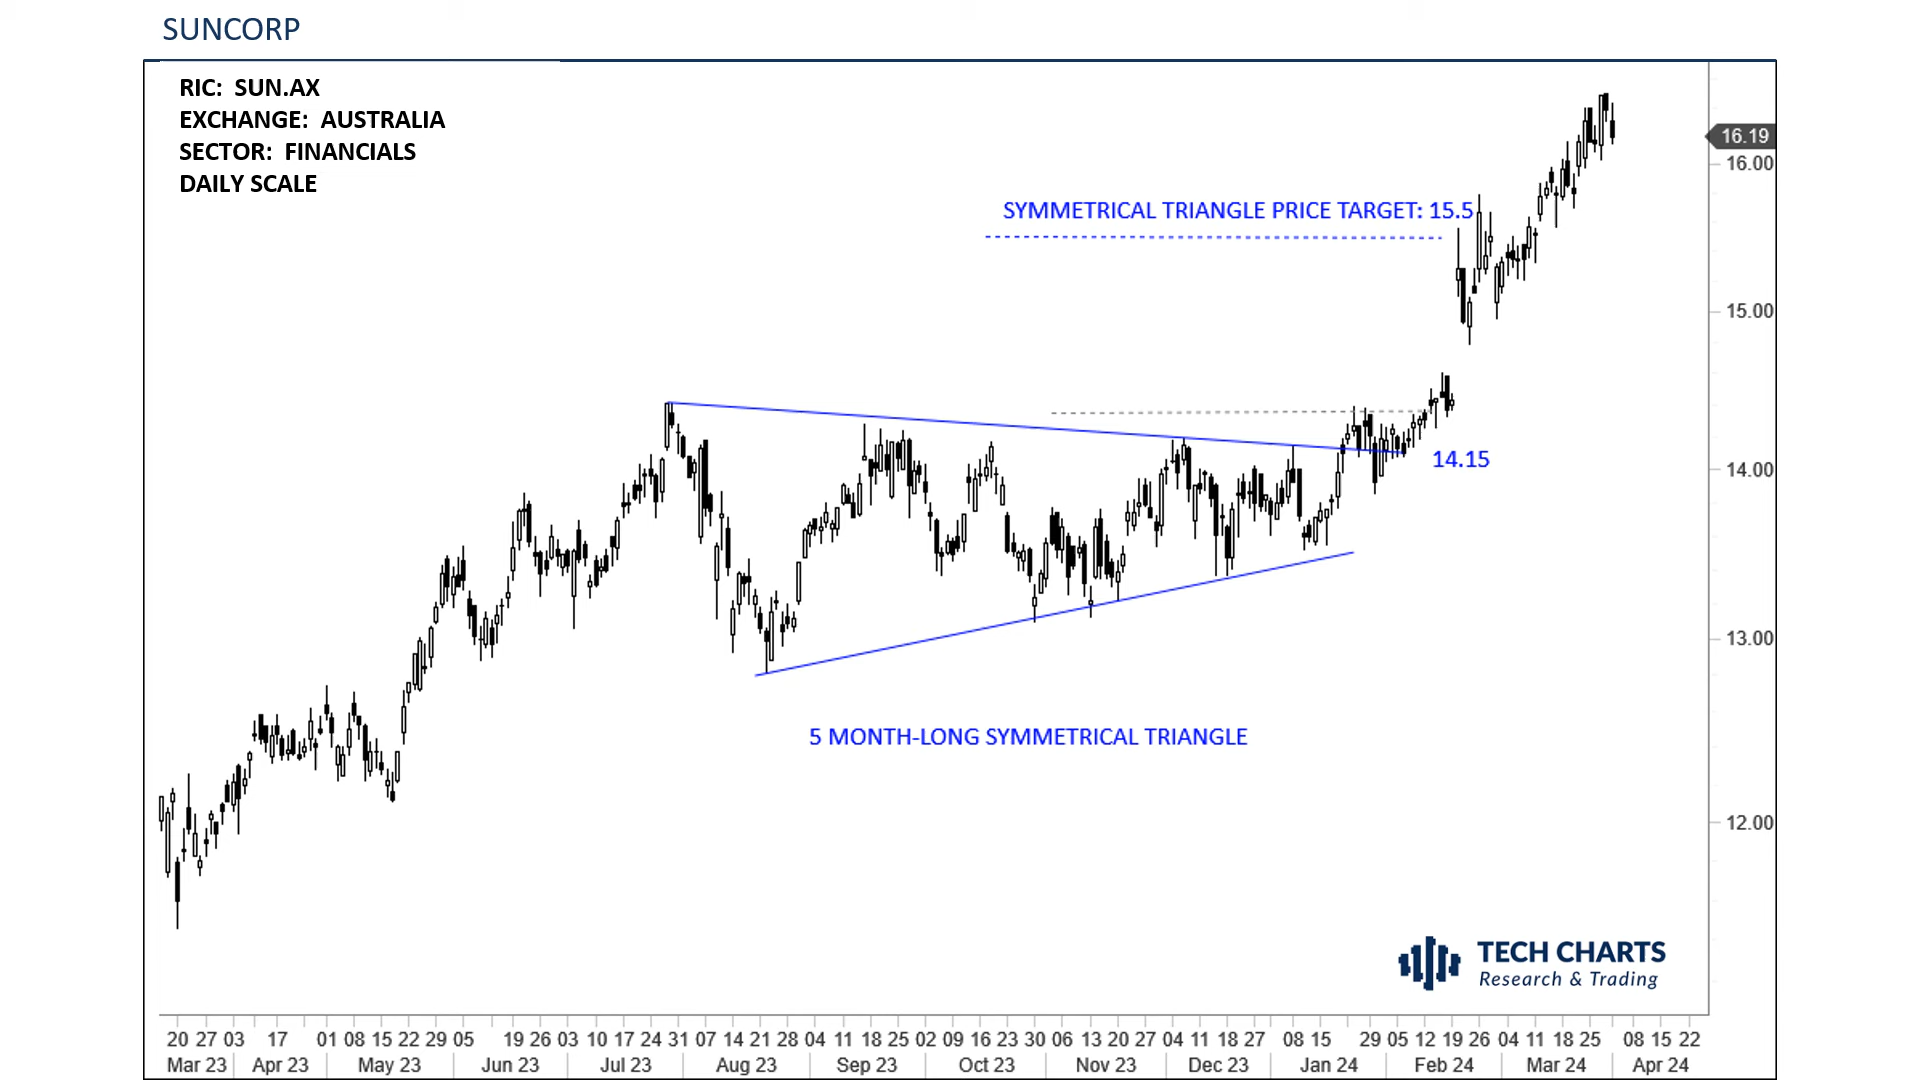 SUNCORP
RIC:  SUN.AX
EXCHANGE:  AUSTRALIA
SECTOR:  FINANCIALS
DAILY SCALE
16.19
16.00
SYMMETRICAL TRIANGLE PRICE TARGET: 15.5
15.00
14.15
14.00
13.00
5 MONTH-LONG SYMMETRICAL TRIANGLE
12.00
TECH CHARTS
Research & Trading
20 27 03 17 01 08 15 22 29 05 19 26 03 10 17 24 31 07 14 21 28 04 11 18 25 02 09 16 23 30 06 13 20 27 04 11 18 27 08 15 29 05 12 19 26 04 11 18 25 08 15 22
Mar 23 Apr 23 May 23 Jun 23 Jul 23 Aug 23 Sep 23 Oct 23 Nov 23 Dec 23 Jan 24 Feb 24 Mar 24 Apr 24